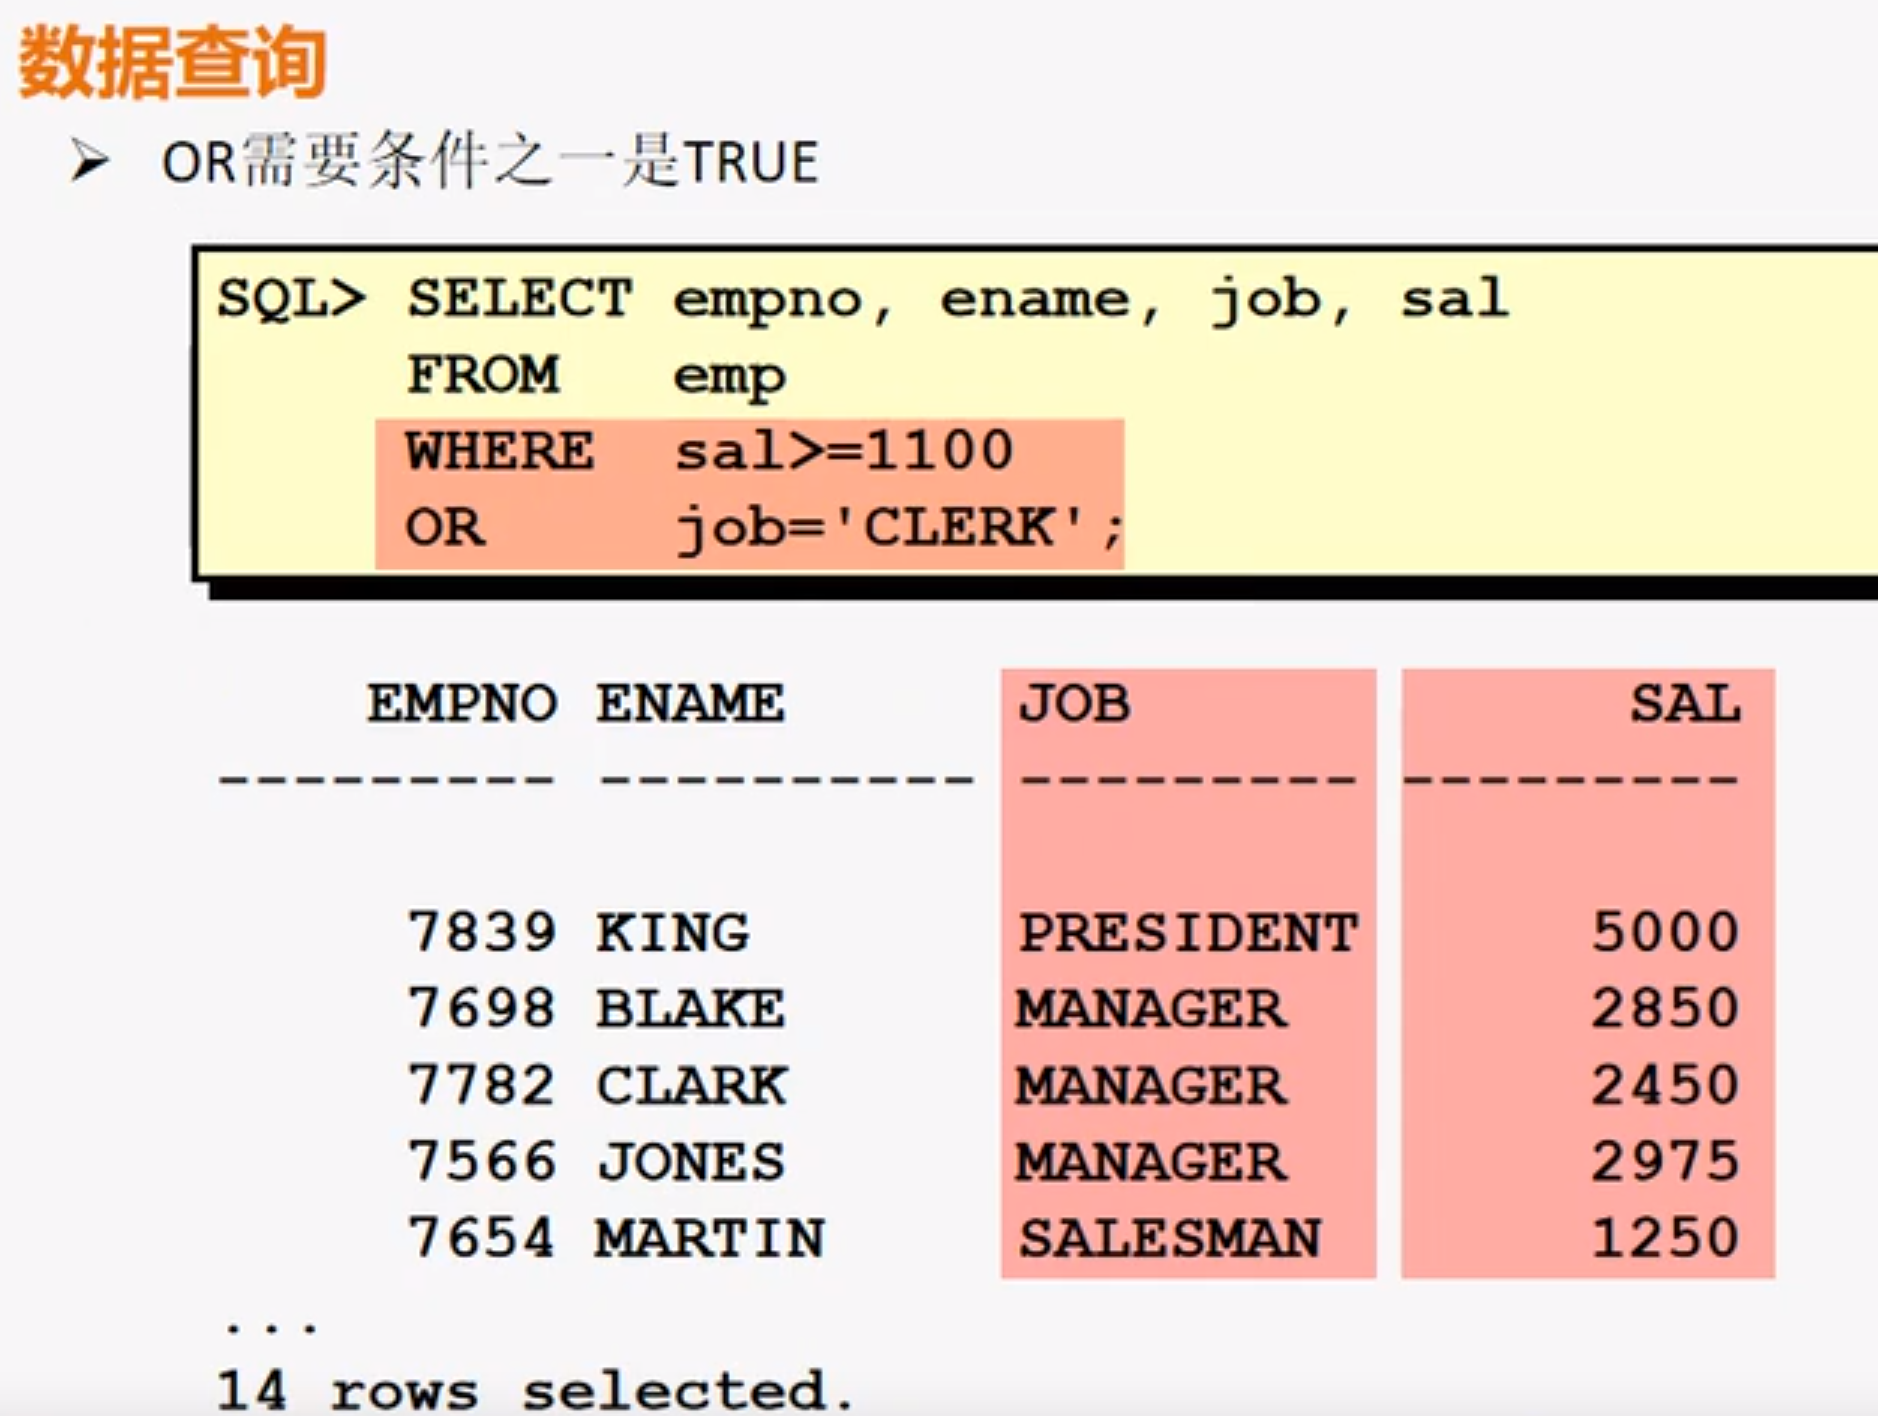 数据查询
➢ OR需要条件之一是TRUE
SQL> SELECT empno, ename, job, sal
FROM emp
WHERE sal>=1100
OR job='CLERK';
EMPNO ENAME JOB SAL
--------- ---------- --------- ---------
7839 KING PRESIDENT 5000
7698 BLAKE MANAGER 2850
7782 CLARK MANAGER 2450
7566 JONES MANAGER 2975
7654 MARTIN SALESMAN 1250
...
14 rows selected.